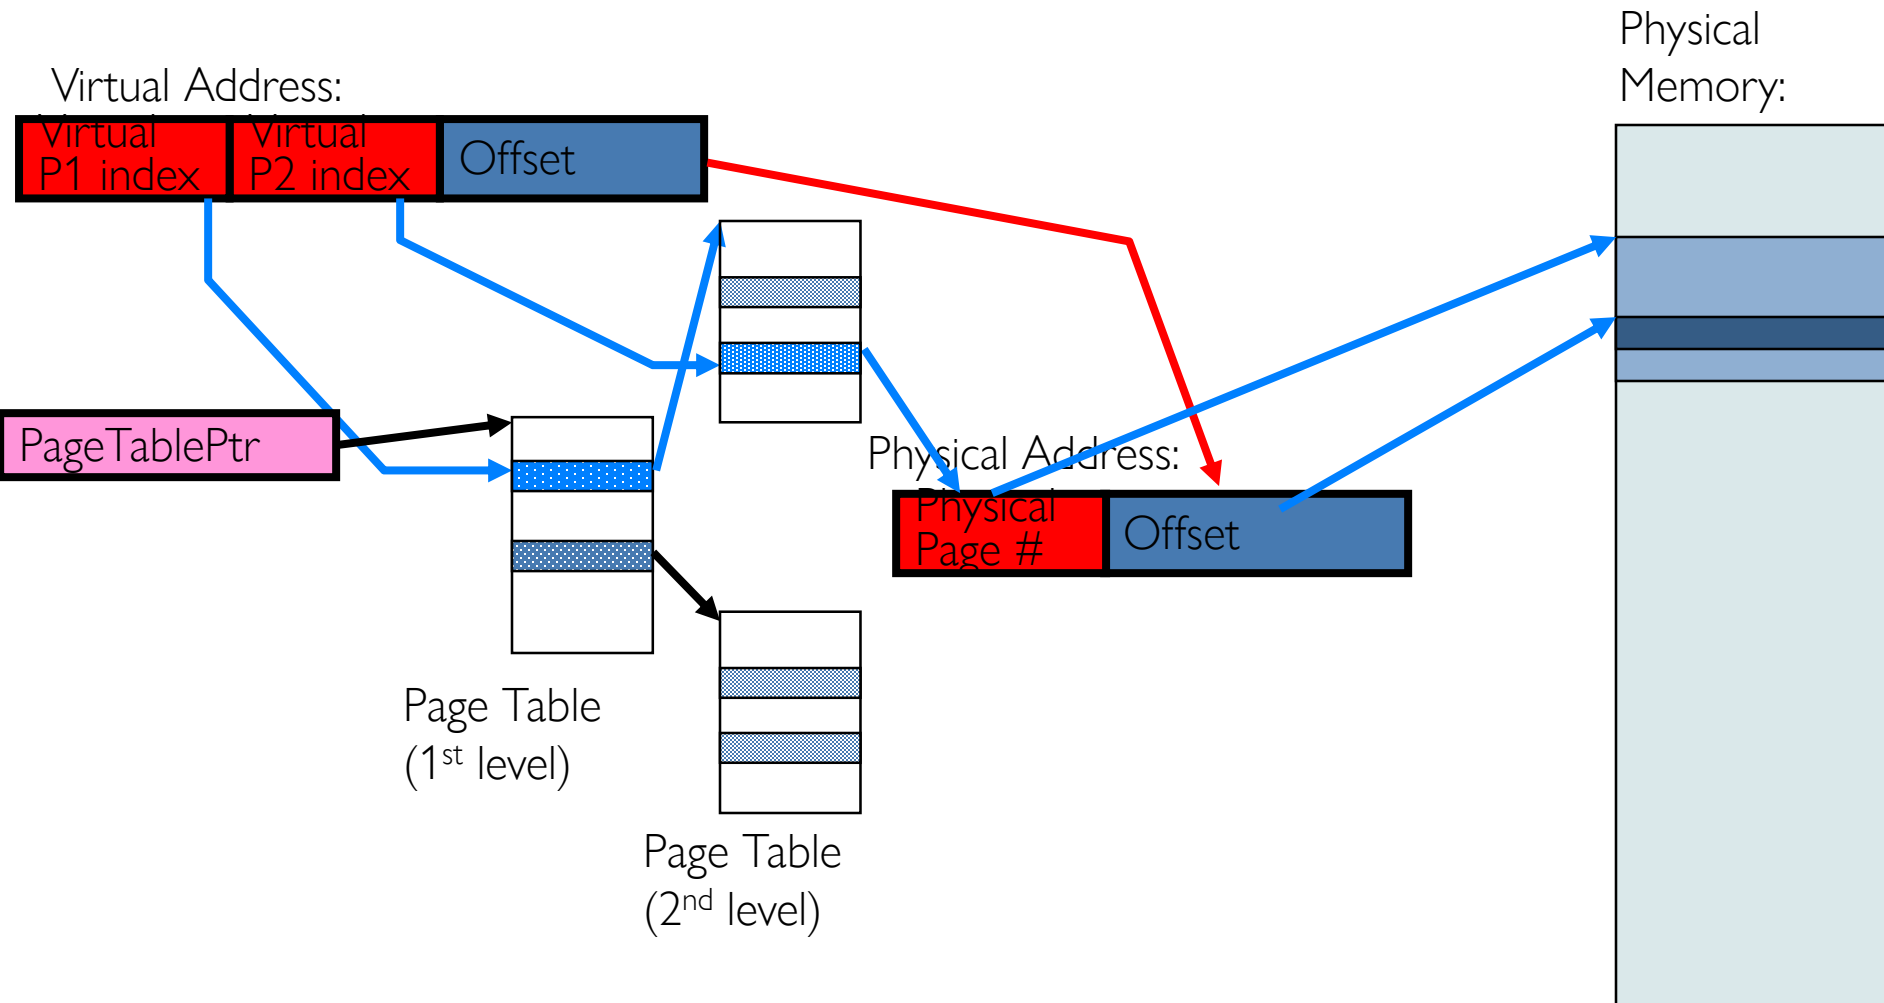 Physical
Memory:
Virtual Address:
Virtual
P1 index
Virtual
P2 index
Offset
PageTablePtr
Physical Address:
Physical
Page #
Offset
Page Table
(1st level)
Page Table
(2nd level)